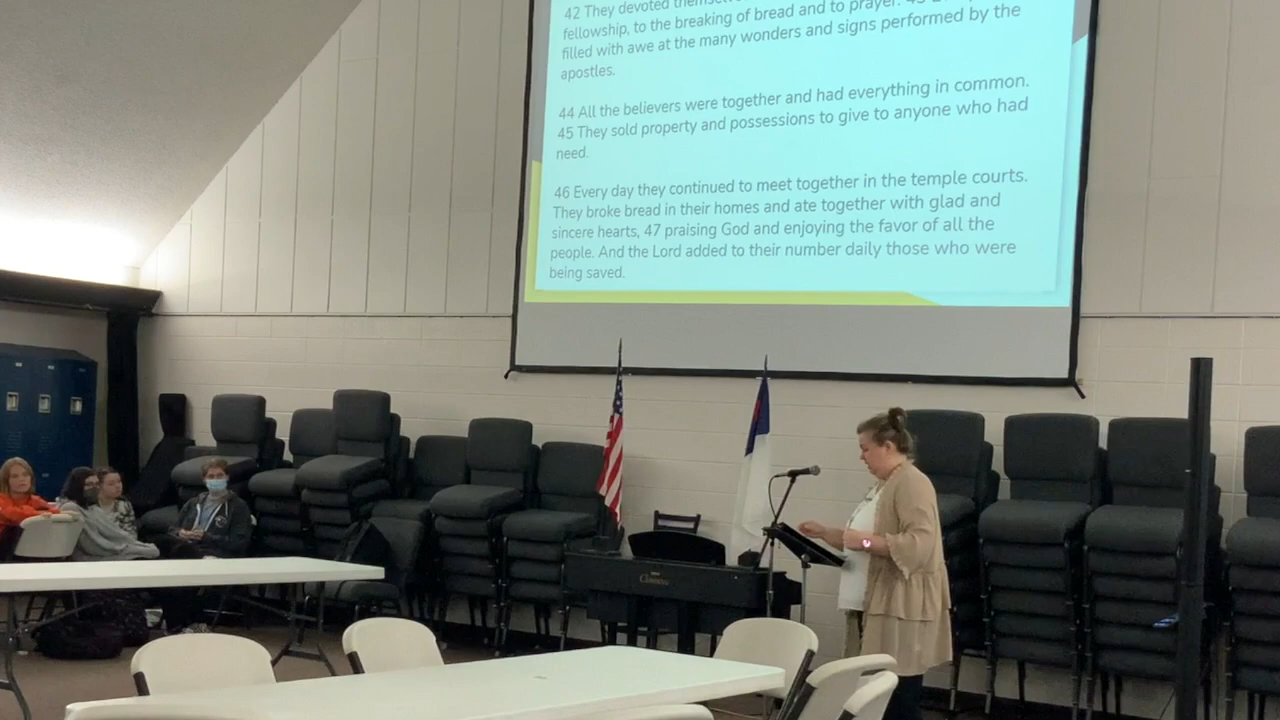 42 They devoted
fellowship, to the breaking of bread and to prayer.
filled with awe at the many wonders and signs performed by the
apostles.
44 All the believers were together and had everything in common.
45 They sold property and possessions to give to anyone who had
need.
46 Every day they continued to meet together in the temple courts.
They broke bread in their homes and ate together with glad and
sincere hearts, 47 praising God and enjoying the favor of all the
people. And the Lord added to their number daily those who were
being saved.